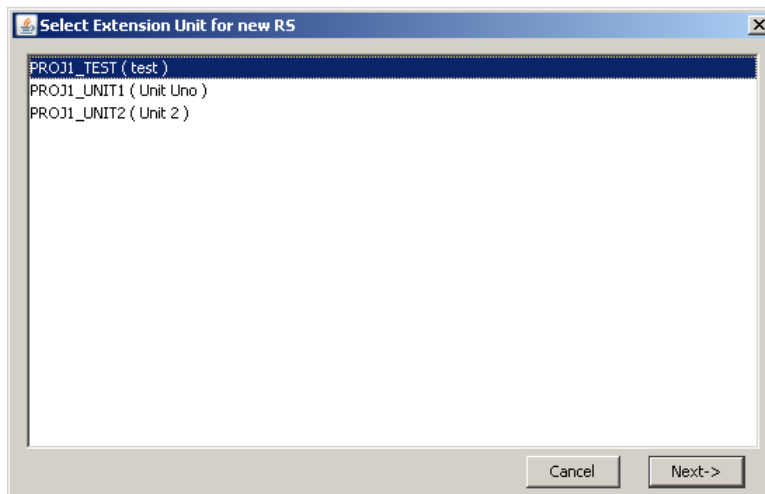 Select Extension Unit for new RS
PROJ1_TEST ( test )
PROJ1_UNIT1 ( Unit Uno )
PROJ1_UNIT2 ( Unit 2 )
Cancel
Next->